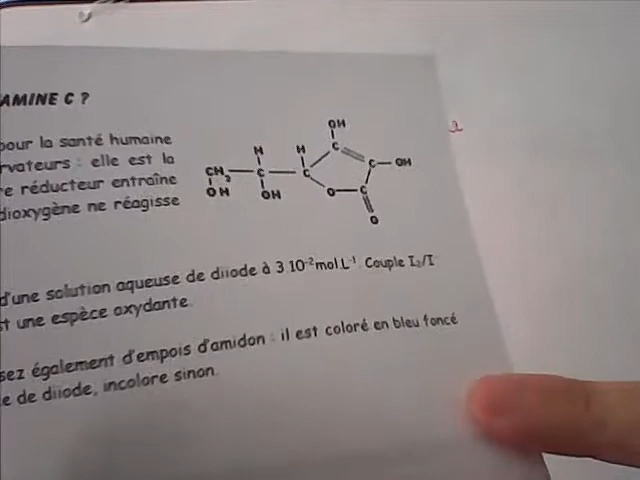 AMINE C ?
pour la santé humaine
rvateurs : elle est la
e réducteur entraîne
dioxygène ne réagisse
OH
H
H
C
C
OH
CH2
C
C
OH
OH
O
C
O
d'une solution aqueuse de diiode à 3.10-2 mol.L-1. Couple I2/I-
t une espèce oxydante.
sez également d'empois d'amidon : il est coloré en bleu foncé
e de diiode, incolore sinon.